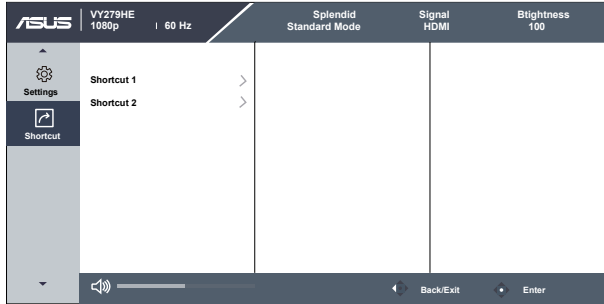 ASUS
VY279HE
1080p | 60 Hz
Splendid
Standard Mode
Signal
HDMI
Btightness
100
Settings
Shortcut
Shortcut 1
Shortcut 2
Back/Exit
Enter